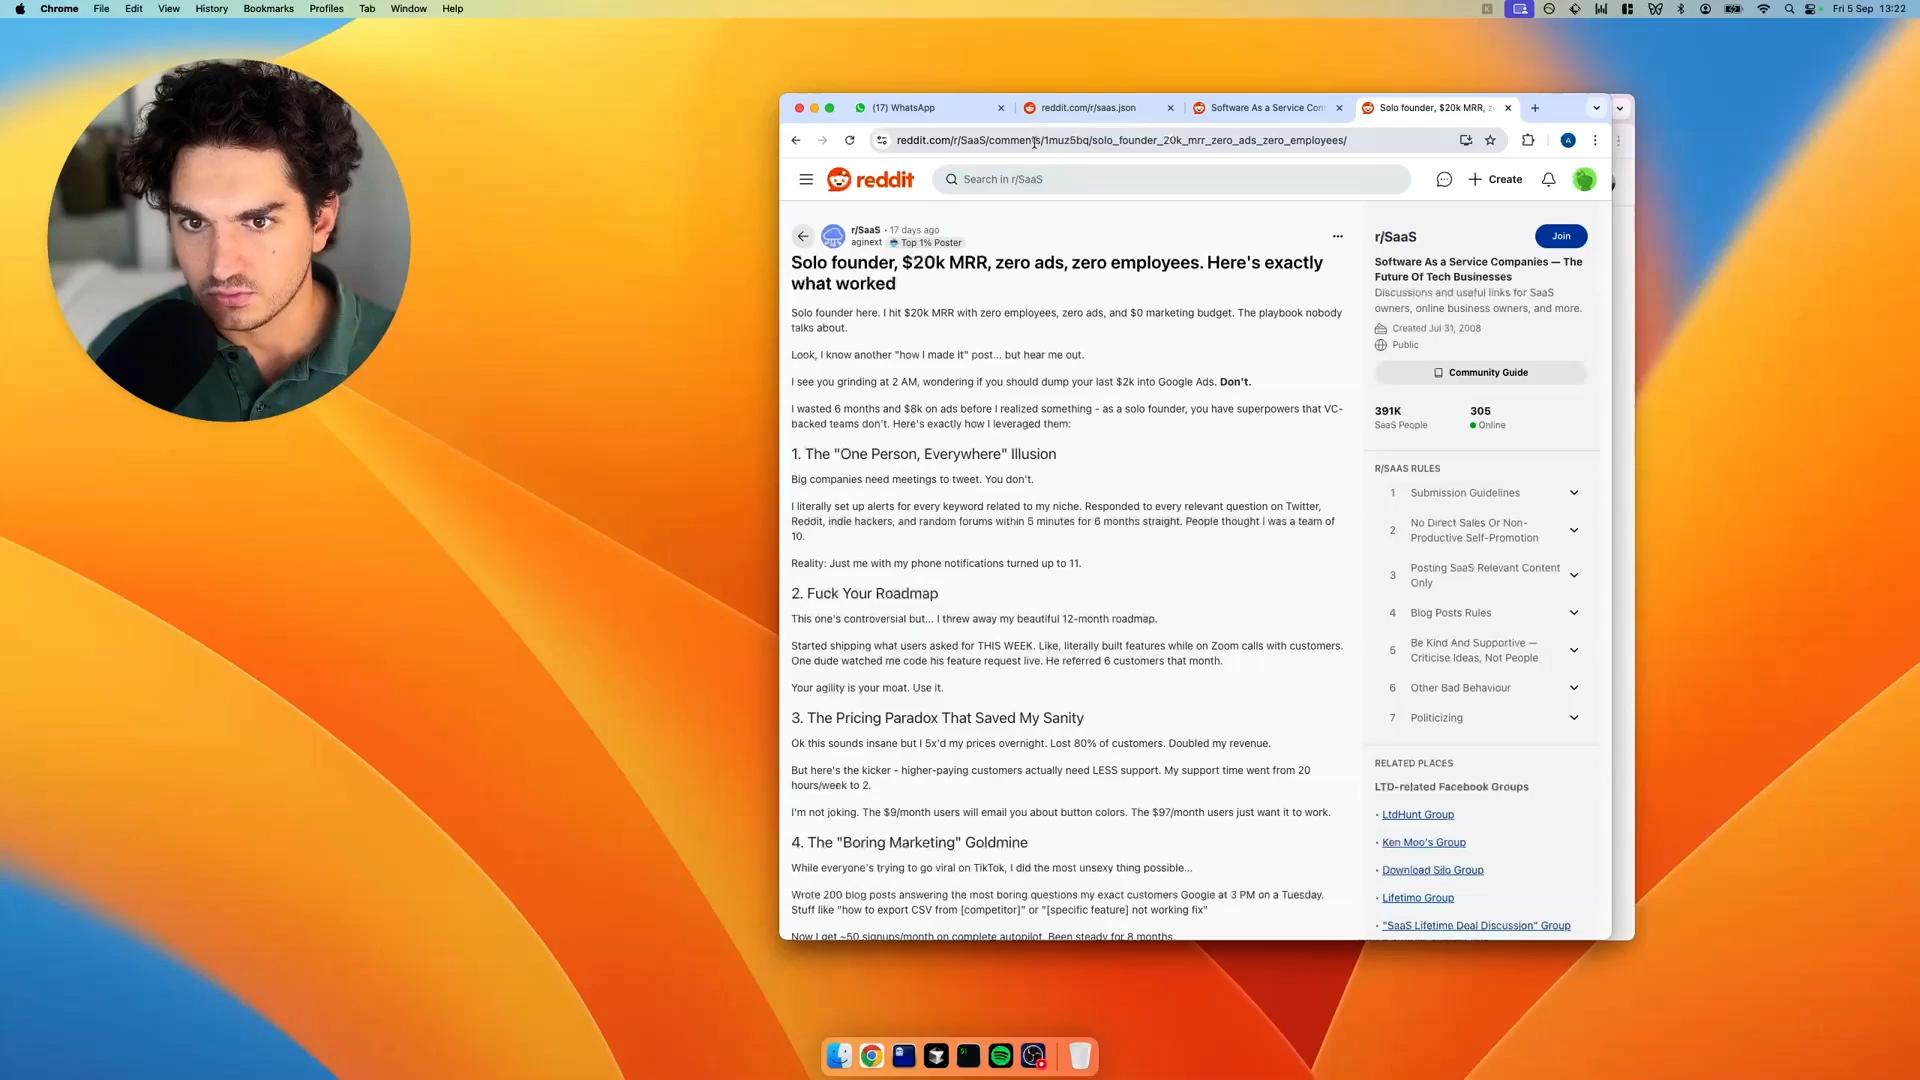 Chrome File Edit View History Bookmarks Profiles Tab Window Help
Fri 5 Sep 13:22
(17) WhatsApp
reddit.com/r/saas.json
Software As a Service Com
Solo founder, $20k MRR, z
reddit.com/r/SaaS/comments/1muz5bq/solo_founder_20k_mrr_zero_ads_zero_employees/
A
reddit
Search in r/SaaS
Create
r/SaaS • 17 days ago
aginext Top 1% Poster
Solo founder, $20k MRR, zero ads, zero employees. Here's exactly
what worked
Solo founder here. I hit $20k MRR with zero employees, zero ads, and $0 marketing budget. The playbook nobody
talks about.
Look, I know another "how I made it" post... but hear me out.
I see you grinding at 2 AM, wondering if you should dump your last $2k into Google Ads. Don't.
I wasted 6 months and $8k on ads before I realized something - as a solo founder, you have superpowers that VC-
backed teams don't. Here's exactly how I leveraged them:
1. The "One Person, Everywhere" Illusion
Big companies need meetings to tweet. You don't.
I literally set up alerts for every keyword related to my niche. Responded to every relevant question on Twitter,
Reddit, indie hackers, and random forums within 5 minutes for 6 months straight. People thought I was a team of
10.
Reality: Just me with my phone notifications turned up to 11.
2. Fuck Your Roadmap
This one's controversial but... I threw away my beautiful 12-month roadmap.
Started shipping what users asked for THIS WEEK. Like, literally built features while on Zoom calls with customers.
One dude watched me code his feature request live. He referred 6 customers that month.
Your agility is your moat. Use it.
3. The Pricing Paradox That Saved My Sanity
Ok this sounds insane but I 5x'd my prices overnight. Lost 80% of customers. Doubled my revenue.
But here's the kicker - higher-paying customers actually need LESS support. My support time went from 20
hours/week to 2.
I'm not joking. The $9/month users will email you about button colors. The $97/month users just want it to work.
4. The "Boring Marketing" Goldmine
While everyone's trying to go viral on TikTok, I did the most unsexy thing possible...
Wrote 200 blog posts answering the most boring questions my exact customers Google at 3 PM on a Tuesday.
Stuff like "how to export CSV from [competitor]" or "[specific feature] not working fix"
Now I get ~50 signups/month on complete autopilot. Been steady for 8 months.
r/SaaS
Join
Software As a Service Companies — The
Future Of Tech Businesses
Discussions and useful links for SaaS
owners, online business owners, and more.
Created Jul 31, 2008
Public
Community Guide
391K 305
SaaS People Online
R/SAAS RULES
1 Submission Guidelines
2 No Direct Sales Or Non-
Productive Self-Promotion
3 Posting SaaS Relevant Content
Only
4 Blog Posts Rules
5 Be Kind And Supportive —
Criticise Ideas, Not People
6 Other Bad Behaviour
7 Politicizing
RELATED PLACES
LTD-related Facebook Groups
• LtdHunt Group
• Ken Moo's Group
• Download Silo Group
• Lifetimo Group
• "SaaS Lifetime Deal Discussion" Group